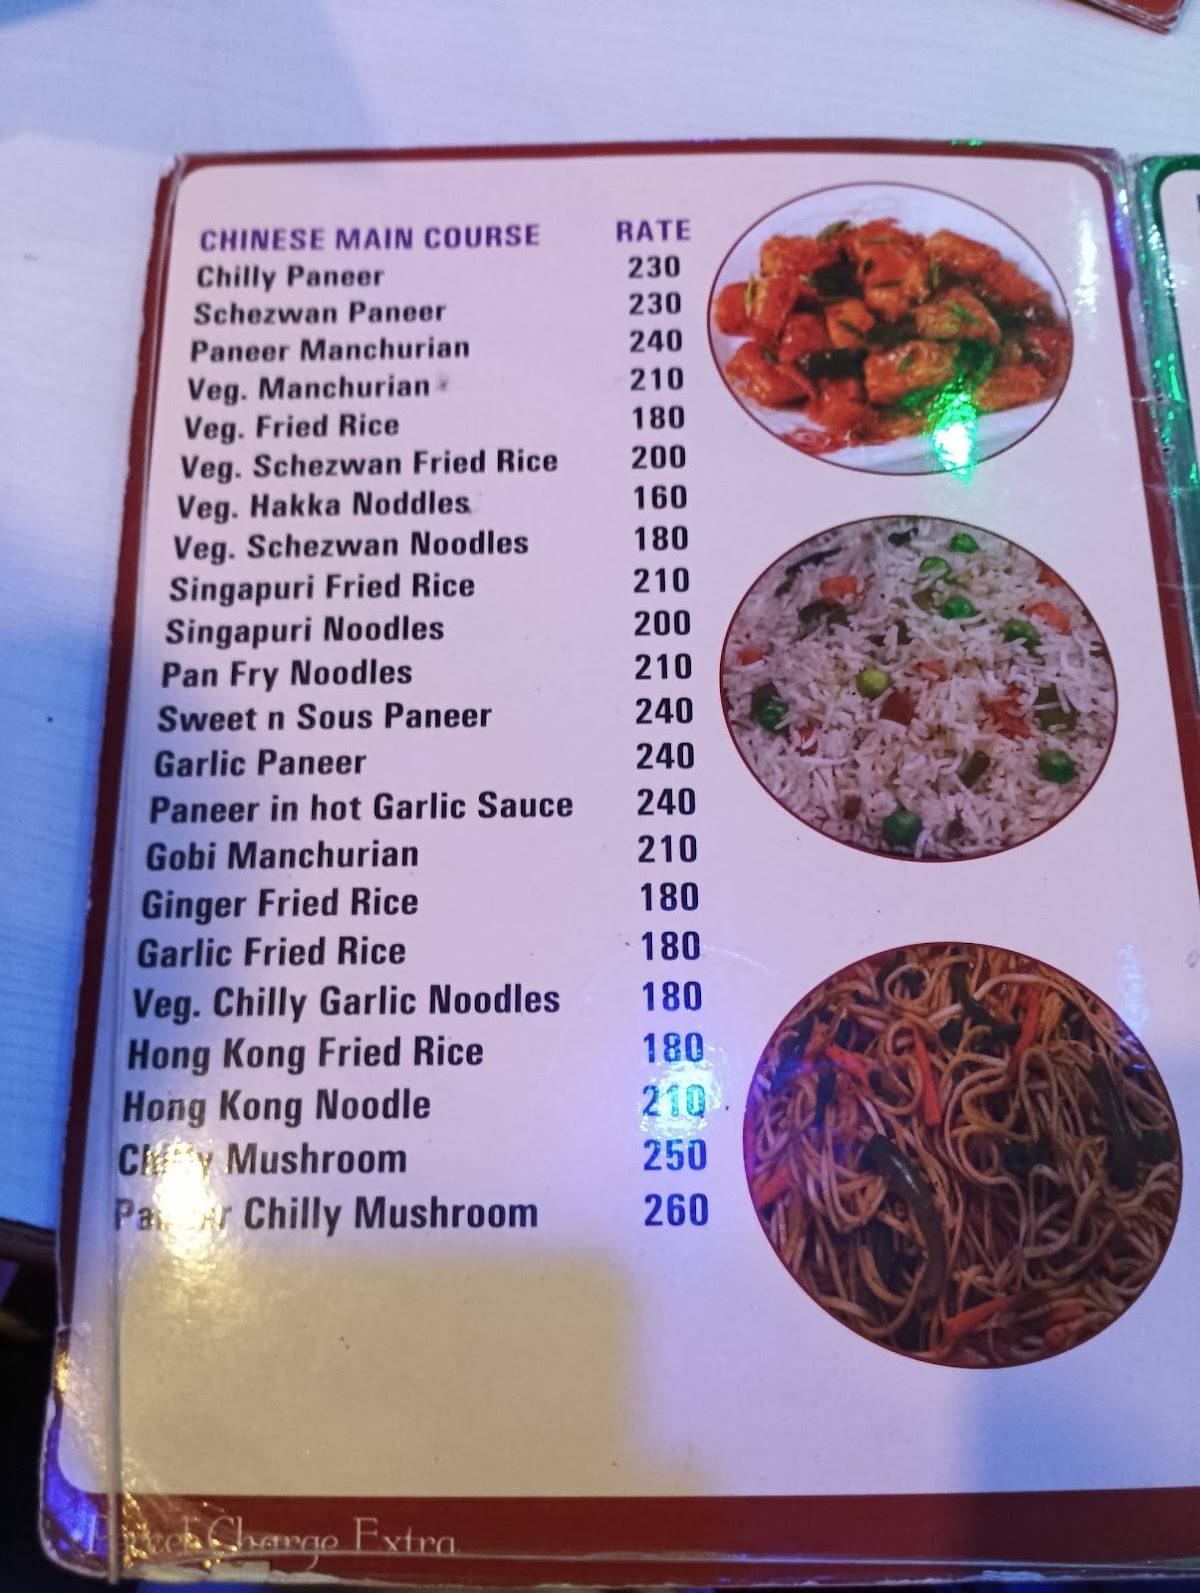 CHINESE MAIN COURSE RATE
Chilly Paneer 230
Schezwan Paneer 230
Paneer Manchurian 240
Veg. Manchurian 210
Veg. Fried Rice 180
Veg. Schezwan Fried Rice 200
Veg. Hakka Noddles 160
Veg. Schezwan Noodles 180
Singapuri Fried Rice 210
Singapuri Noodles 200
Pan Fry Noodles 210
Sweet n Sous Paneer 240
Garlic Paneer 240
Paneer in hot Garlic Sauce 240
Gobi Manchurian 210
Ginger Fried Rice 180
Garlic Fried Rice 180
Veg. Chilly Garlic Noodles 180
Hong Kong Fried Rice 180
Hong Kong Noodle 210
Chilly Mushroom 250
Paneer Chilly Mushroom 260
Parcel Charge Extra